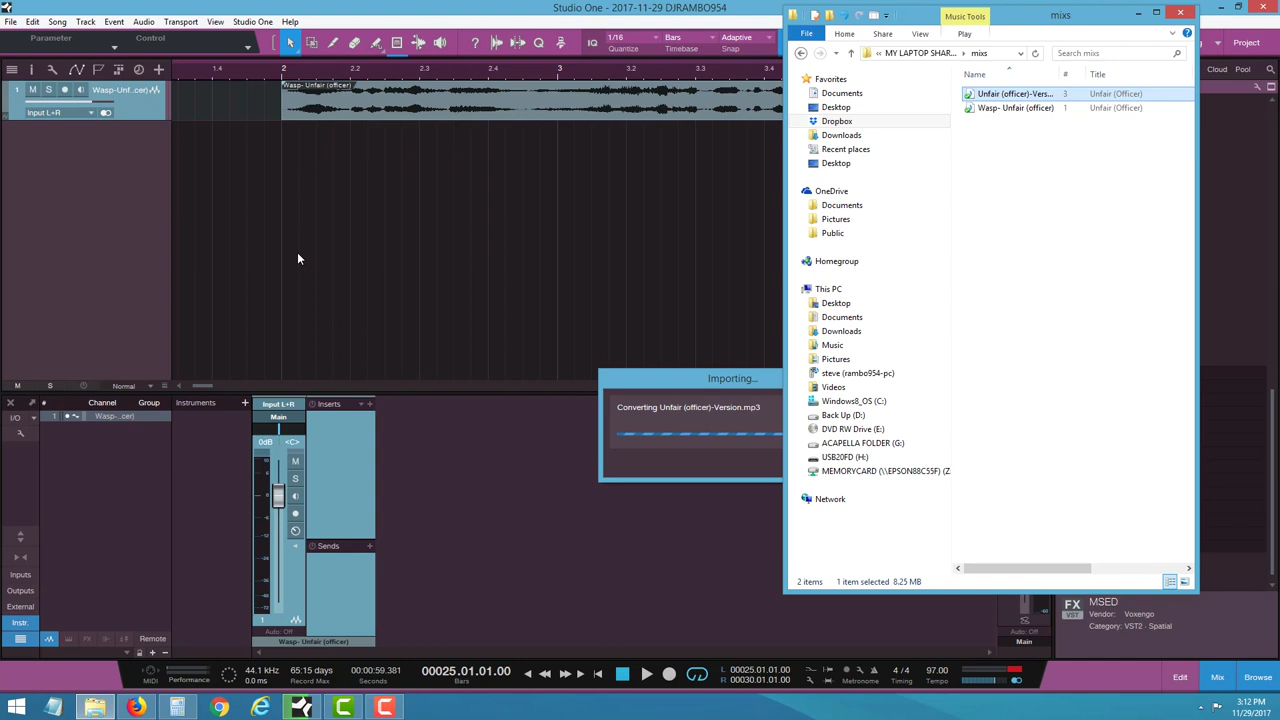 Studio One - 2017-11-29 DJRAMBO954
File Edit Song Track Event Audio Transport View Studio One Help
Parameter
Control
IQ 1/16 Bars Adaptive
Quantize Timebase Snap
Project
1.4 2 2.2 2.3 2.4 3 3.2 3.3 3.4
Cloud Pool
1 M S Wasp- Unf...cer)
Input L+R
Wasp- Unfair (officer)
Music Tools
mixs
File Home Share View Play
« MY LAPTOP SHAR... mixs
Search mixs
Name # Title
Unfair (officer)-Vers... 3 Unfair (Officer)
Wasp- Unfair (officer) 1 Unfair (Officer)
Favorites
Documents
Desktop
Dropbox
Downloads
Recent places
Desktop
OneDrive
Documents
Pictures
Public
Homegroup
This PC
Desktop
Documents
Downloads
Music
Pictures
steve (rambo954-pc)
Videos
Windows8_OS (C:)
Back Up (D:)
DVD RW Drive (E:)
ACAPELLA FOLDER (G:)
USB20FD (H:)
MEMORYCARD (\\EPSON88C55F) (Z
Network
2 items 1 item selected 8.25 MB
Importing...
Converting Unfair (officer)-Version.mp3
M S Normal
# Channel Group
Instruments
I/O
1 Wasp-...cer)
Inputs
Outputs
External
Instr.
Remote
Input L+R
Main
0dB <C>
M
S
1
Auto: Off
Wasp- Unfair (officer)
Inserts
Sends
Auto: Off
Main
FX
VST
MSED
Vendor: Voxengo
Category: VST2 - Spatial
MIDI
Performance
44.1 kHz
0.0 ms
65:15 days
Record Max
00:00:59.381
Seconds
00025.01.01.00
Bars
L 00025.01.01.00
R 00030.01.01.00
Metronome
4 / 4
Key
97.00
Tempo
Edit Mix Browse
3:12 PM
11/29/2017